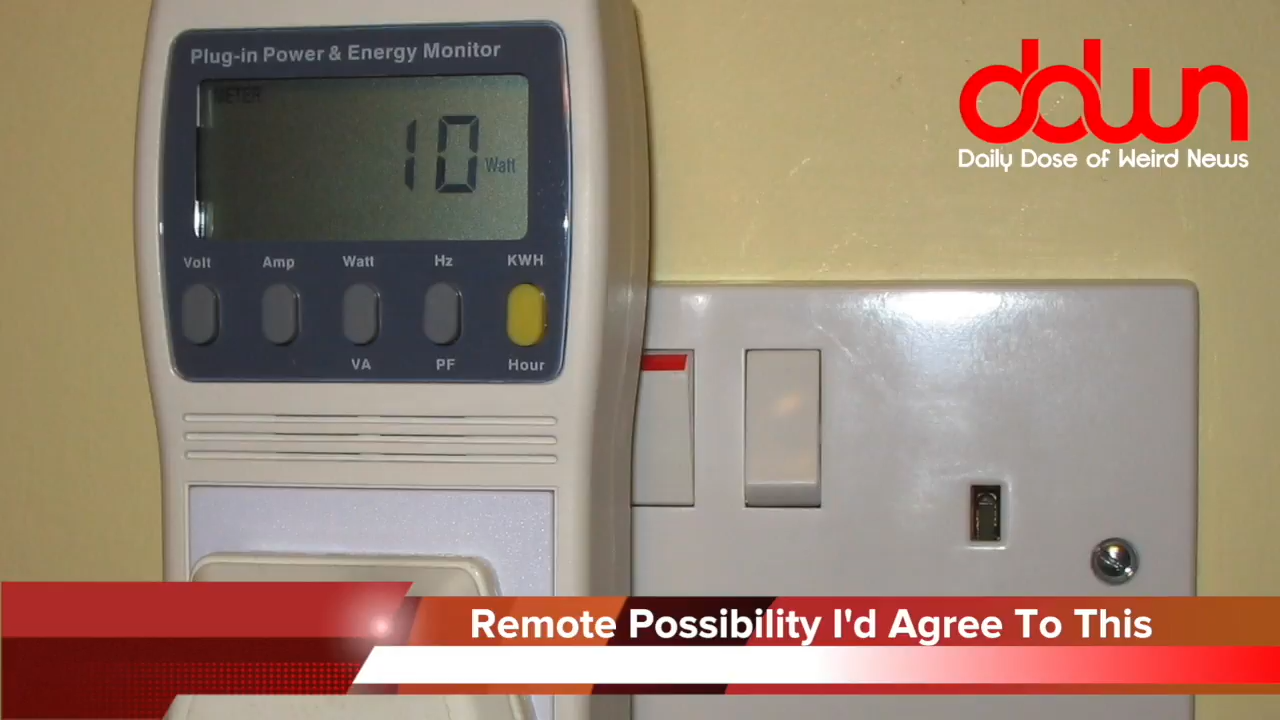 Plug-in Power & Energy Monitor
METER
10 Watt
Volt Amp Watt Hz KWH
VA PF Hour
ddwn
Daily Dose of Weird News
Remote Possibility I'd Agree To This